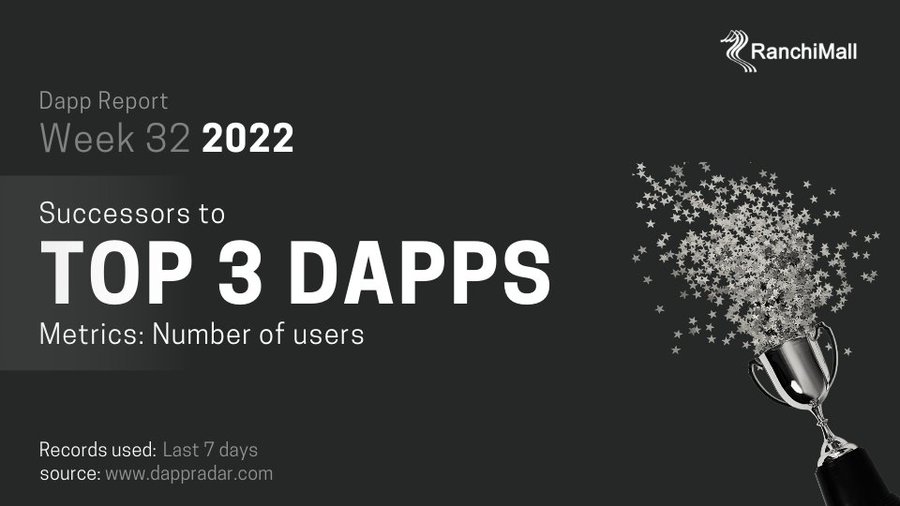 RanchiMall
Dapp Report
Week 32 2022
Successors to
TOP 3 DAPPS
Metrics: Number of users
Records used: Last 7 days
source: www.dappradar.com